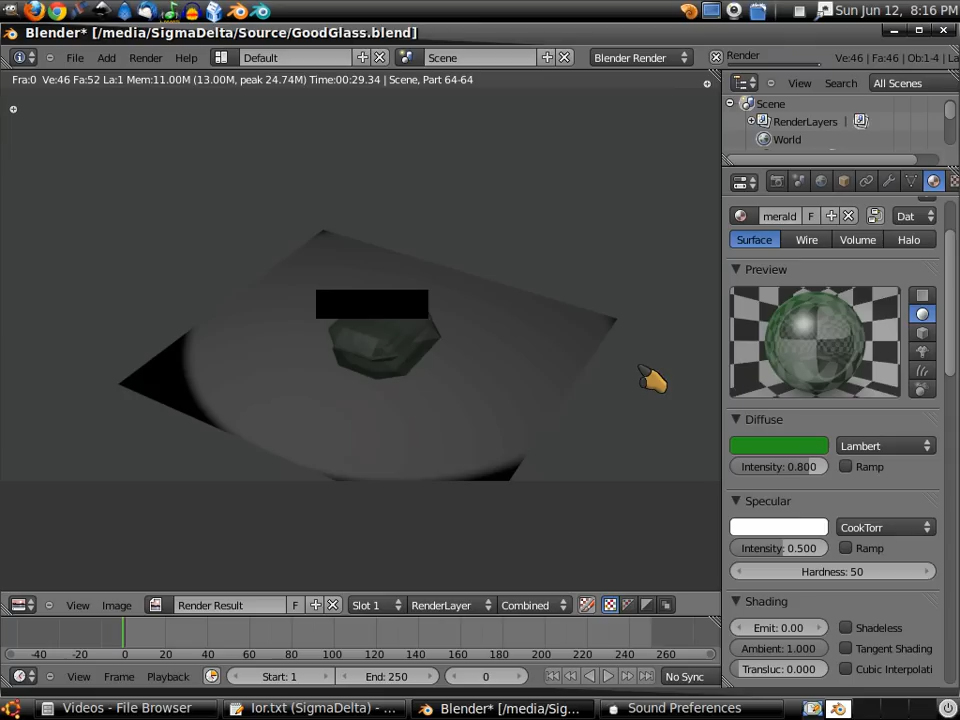 Sun Jun 12, 8:16 PM
Blender* [/media/SigmaDelta/Source/GoodGlass.blend]
File Add Render Help Default Scene Blender Render Render Ve:46 | Fa:46 | Ob:1-4 | La
Fra:0 Ve:46 Fa:52 La:1 Mem:11.00M (13.00M, peak 24.74M) Time:00:29.34 | Scene, Part 64-64
View Search All Scenes
Scene
RenderLayers |
World
merald F Dat
Surface Wire Volume Halo
Preview
Diffuse
Lambert
Intensity: 0.800 Ramp
Specular
CookTorr
Intensity: 0.500 Ramp
Hardness: 50
Shading
Emit: 0.00 Shadeless
Ambient: 1.000 Tangent Shading
Transluc: 0.000 Cubic Interpolati
View Image Render Result F Slot 1 RenderLayer Combined
-40 -20 0 20 40 60 80 100 120 140 160 180 200 220 240 260
View Frame Playback Start: 1 End: 250 0 No Sync
Videos - File Browser Ior.txt (SigmaDelta) - ... Blender* [/media/Sig... Sound Preferences